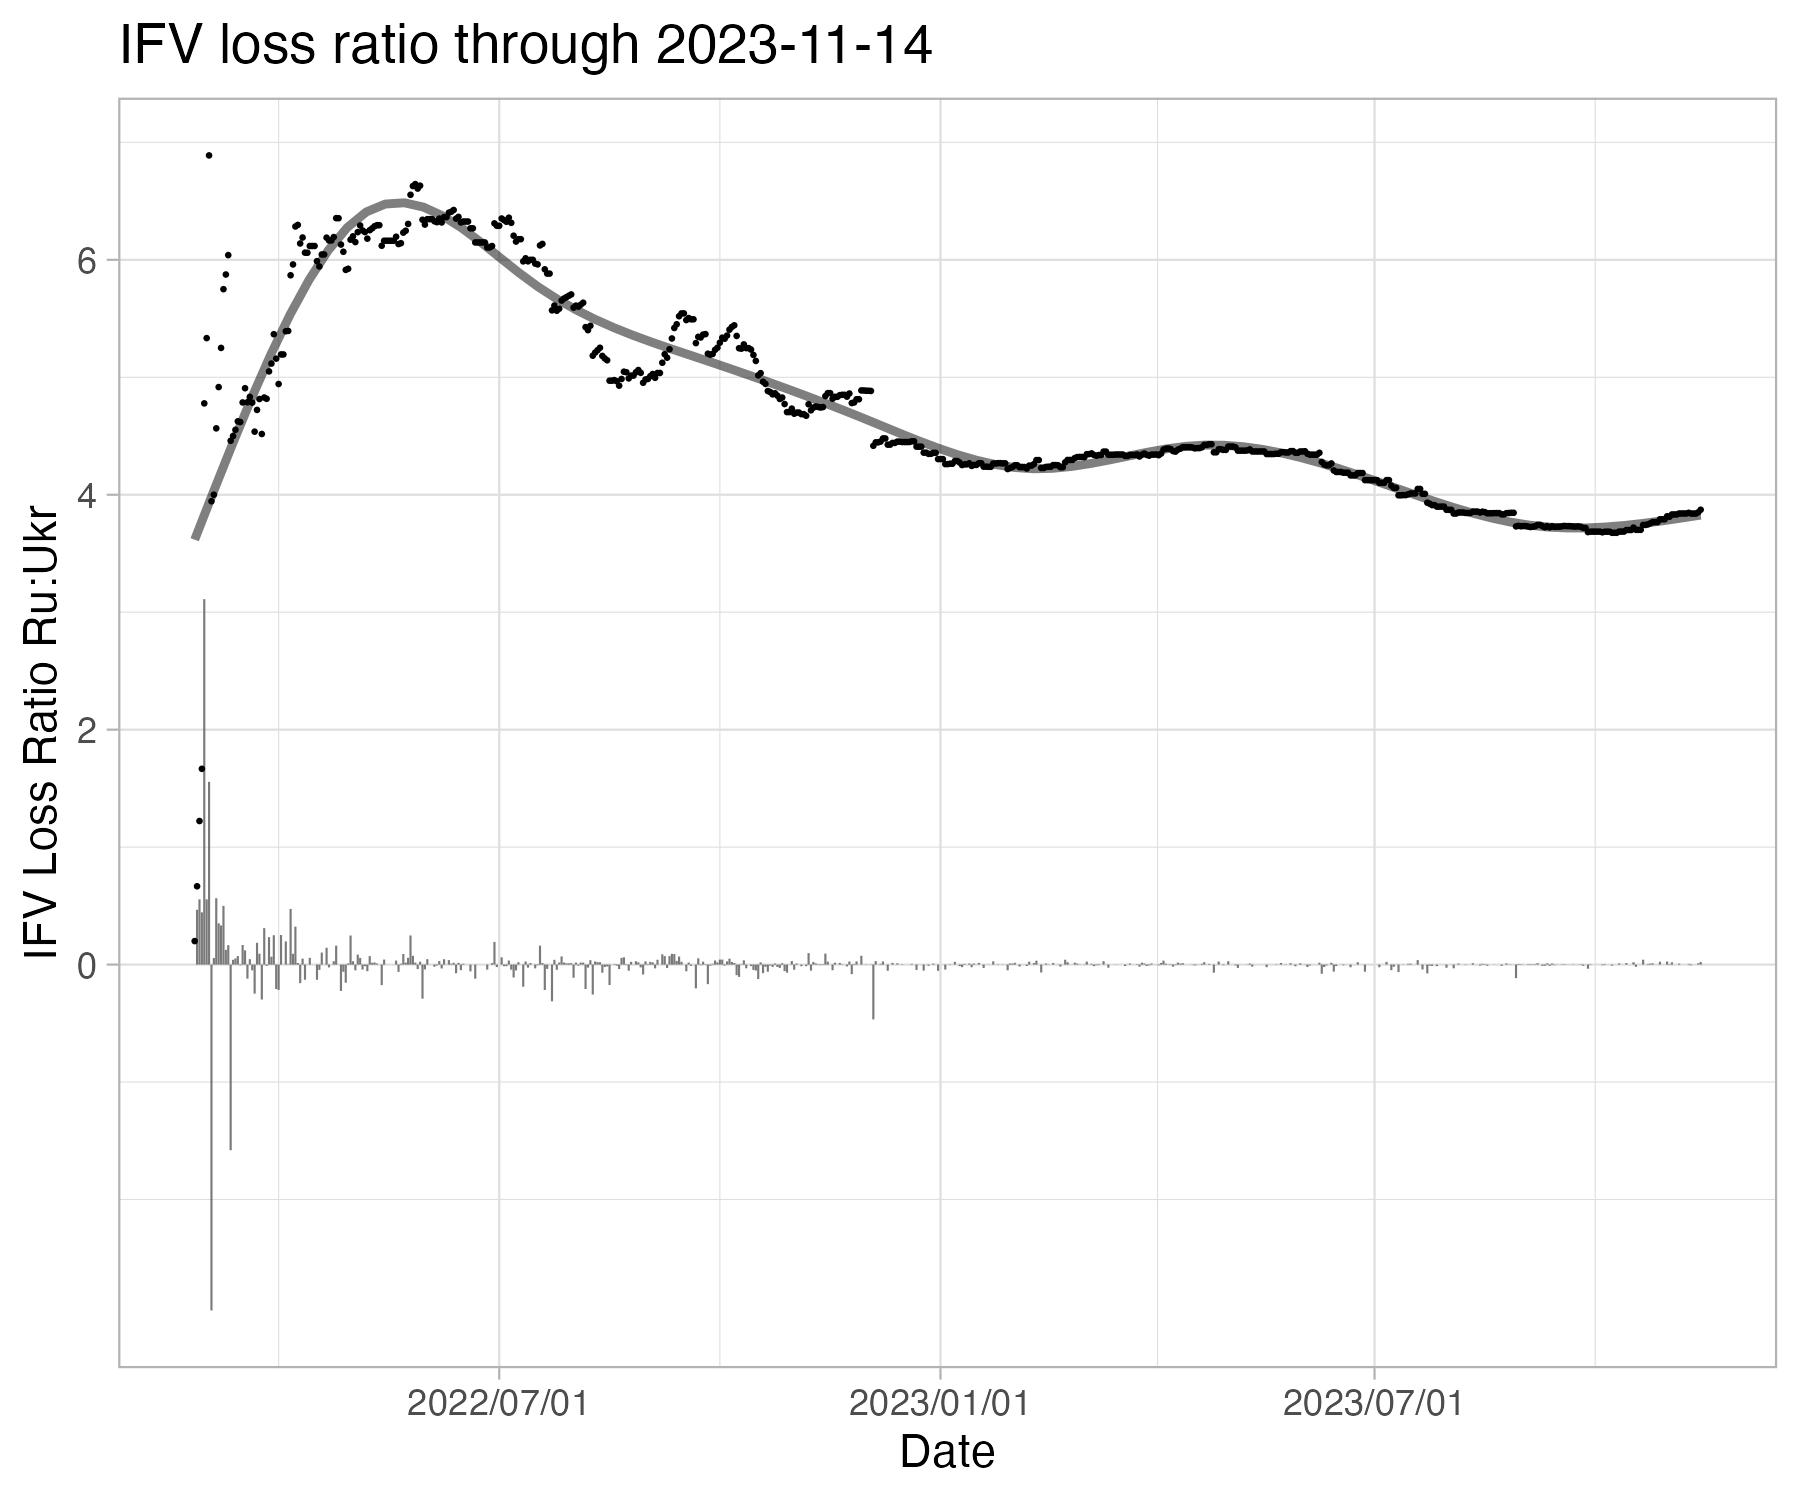 IFV loss ratio through 2023-11-14
IFV Loss Ratio Ru:Ukr
6
4
2
0
2022/07/01
2023/01/01
2023/07/01
Date